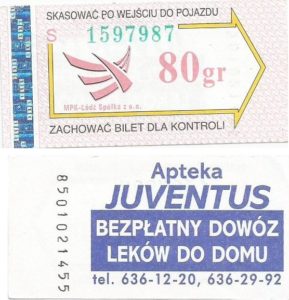 SKASOWAĆ PO WEJŚCIU DO POJAZDU
S 1597987
80gr
MPK-Łódź Spółka z o.o.
ZACHOWAĆ BILET DLA KONTROLI
8501021455
Apteka
JUVENTUS
BEZPŁATNY DOWÓZ
LEKÓW DO DOMU
tel. 636-12-20, 636-29-92